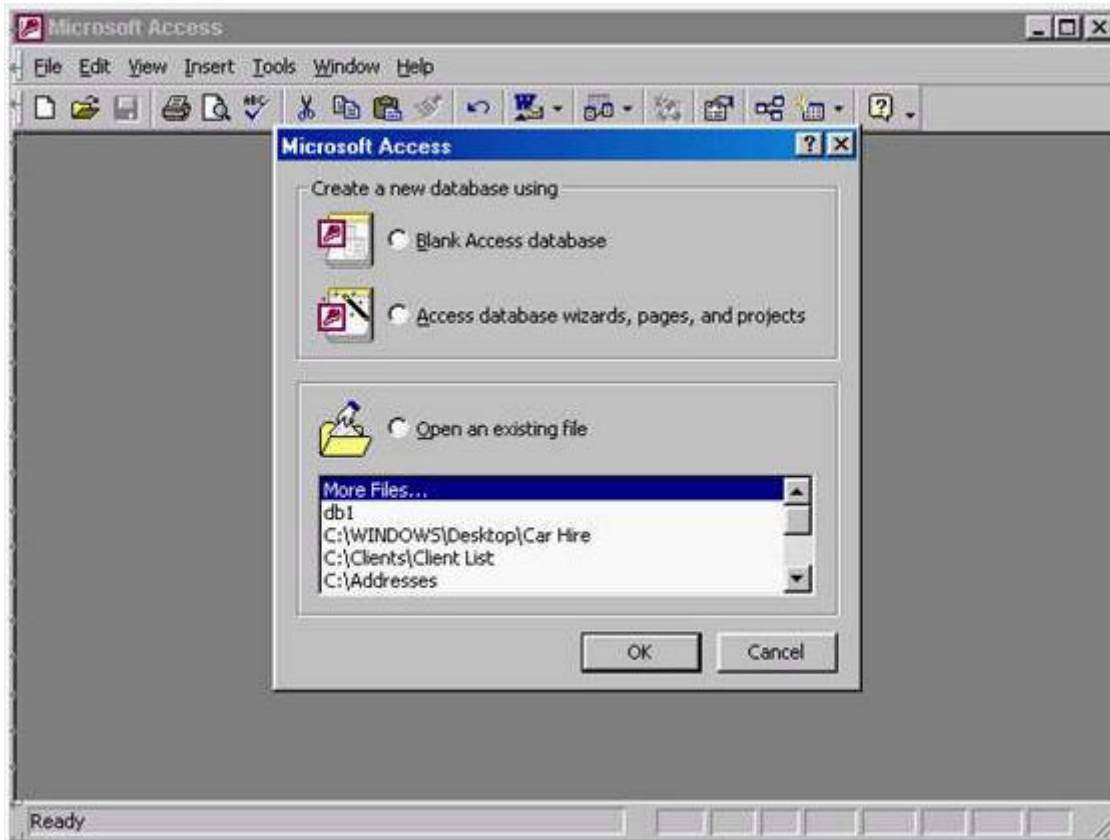 Microsoft Access
File Edit View Insert Tools Window Help
ABC
W
?
Microsoft Access
Create a new database using
Blank Access database
Access database wizards, pages, and projects
Open an existing file
More Files...
db1
C:\WINDOWS\Desktop\Car Hire
C:\Clients\Client List
C:\Addresses
OK Cancel
Ready